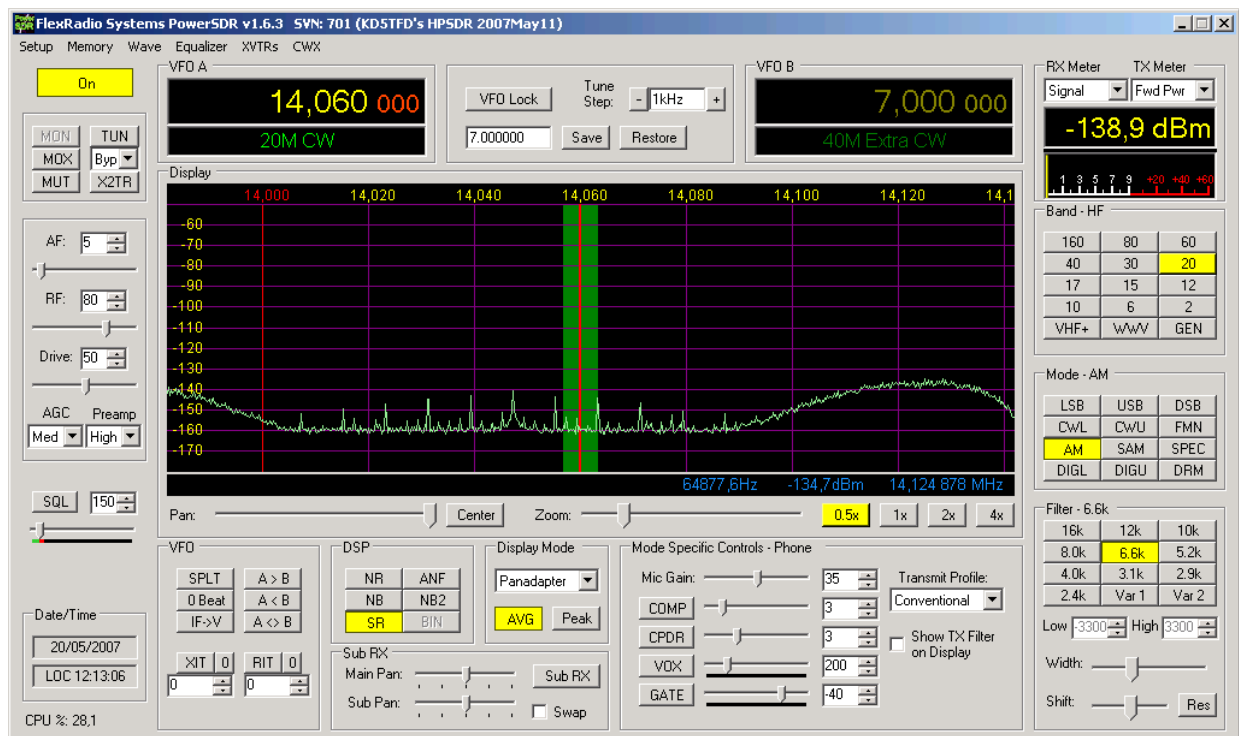 FlexRadio Systems PowerSDR v1.6.3 SVN: 701 (KD5TFD's HPSDR 2007May11)
Setup Memory Wave Equalizer XVTRs CWX
On
MON TUN
MOX Byp
MUT X2TR
AF: 5
RF: 80
Drive: 50
AGC Preamp
Med High
SQL 150
Date/Time
20/05/2007
LOC 12:13:06
CPU %: 28,1
VFO A
14,060 000
20M CW
VFO Lock Tune Step: - 1kHz +
7.000000 Save Restore
VFO B
7,000 000
40M Extra CW
RX Meter TX Meter
Signal Fwd Pwr
-138,9 dBm
1 3 5 7 9 +20 +40 +60
Display
14,000 14,020 14,040 14,060 14,080 14,100 14,120 14,1
-60
-70
-80
-90
-100
-110
-120
-130
-140
-150
-160
-170
64877,6Hz -134,7dBm 14,124 878 MHz
Pan: Center Zoom: 0.5x 1x 2x 4x
Band - HF
160 80 60
40 30 20
17 15 12
10 6 2
VHF+ WWV GEN
Mode - AM
LSB USB DSB
CWL CWU FMN
AM SAM SPEC
DIGL DIGU DRM
Filter - 6.6k
16k 12k 10k
8.0k 6.6k 5.2k
4.0k 3.1k 2.9k
2.4k Var 1 Var 2
Low -3300 High 3300
Width:
Shift: Res
VFO
SPLT A > B
0 Beat A < B
IF->V A <> B
XIT 0 RIT 0
0 0
DSP
NR ANF
NB NB2
SR BIN
Display Mode
Panadapter
AVG Peak
Sub RX
Main Pan: Sub RX
Sub Pan: Swap
Mode Specific Controls - Phone
Mic Gain: 35 Transmit Profile:
COMP 3 Conventional
CPDR 3 Show TX Filter on Display
VOX 200
GATE -40